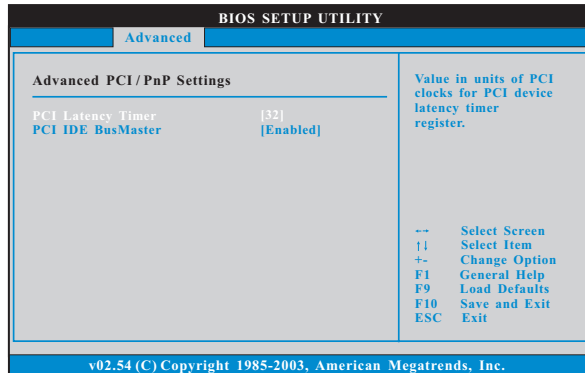 BIOS SETUP UTILITY
Advanced
Advanced PCI / PnP Settings
PCI Latency Timer [32]
PCI IDE BusMaster [Enabled]
Value in units of PCI
clocks for PCI device
latency timer
register.
←→ Select Screen
↑↓ Select Item
+- Change Option
F1 General Help
F9 Load Defaults
F10 Save and Exit
ESC Exit
v02.54 (C) Copyright 1985-2003, American Megatrends, Inc.